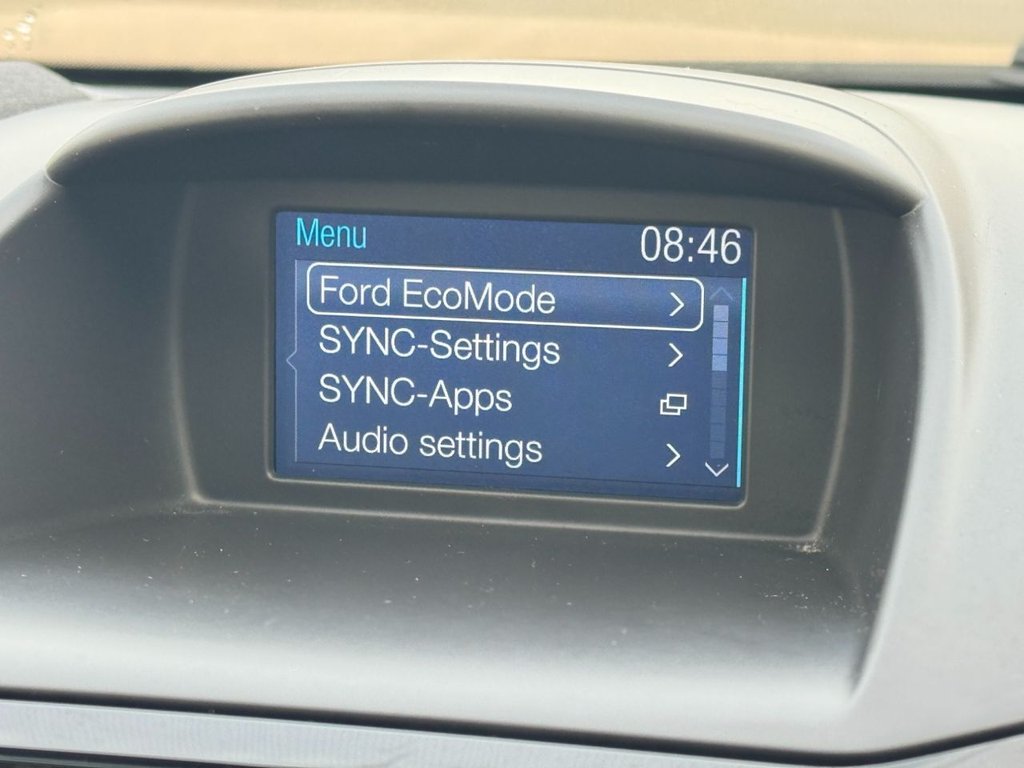 Menu 08:46
Ford EcoMode
SYNC-Settings
SYNC-Apps
Audio settings